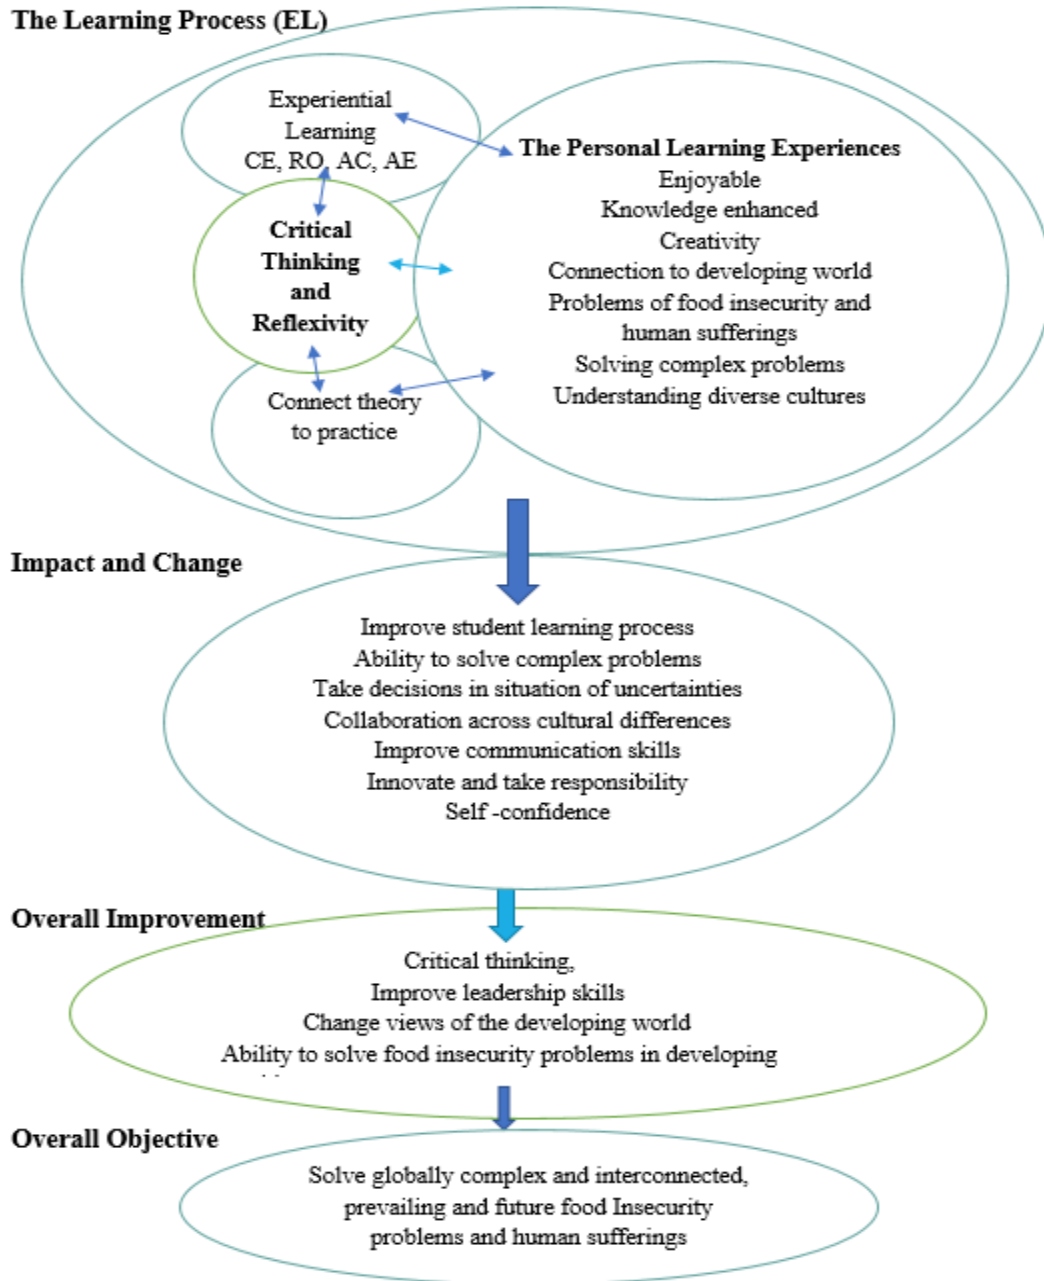 The Learning Process (EL)
Experiential
Learning
CE, RO, AC, AE
Critical
Thinking
and
Reflexivity
Connect theory
to practice
The Personal Learning Experiences
Enjoyable
Knowledge enhanced
Creativity
Connection to developing world
Problems of food insecurity and
human sufferings
Solving complex problems
Understanding diverse cultures
Impact and Change
Improve student learning process
Ability to solve complex problems
Take decisions in situation of uncertainties
Collaboration across cultural differences
Improve communication skills
Innovate and take responsibility
Self -confidence
Overall Improvement
Critical thinking,
Improve leadership skills
Change views of the developing world
Ability to solve food insecurity problems in developing
Overall Objective
Solve globally complex and interconnected,
prevailing and future food Insecurity
problems and human sufferings